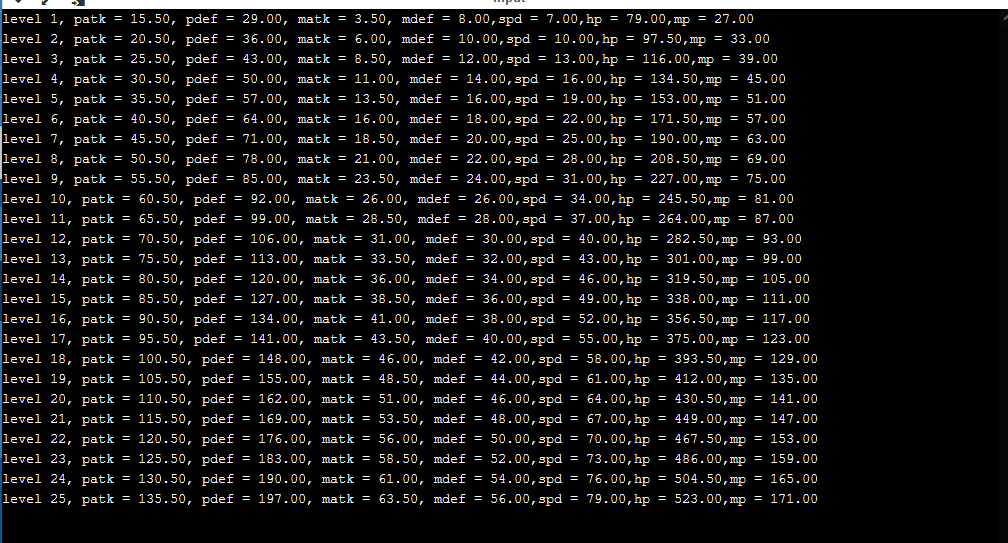 input
level 1, patk = 15.50, pdef = 29.00, matk = 3.50, mdef = 8.00,spd = 7.00,hp = 79.00,mp = 27.00
level 2, patk = 20.50, pdef = 36.00, matk = 6.00, mdef = 10.00,spd = 10.00,hp = 97.50,mp = 33.00
level 3, patk = 25.50, pdef = 43.00, matk = 8.50, mdef = 12.00,spd = 13.00,hp = 116.00,mp = 39.00
level 4, patk = 30.50, pdef = 50.00, matk = 11.00, mdef = 14.00,spd = 16.00,hp = 134.50,mp = 45.00
level 5, patk = 35.50, pdef = 57.00, matk = 13.50, mdef = 16.00,spd = 19.00,hp = 153.00,mp = 51.00
level 6, patk = 40.50, pdef = 64.00, matk = 16.00, mdef = 18.00,spd = 22.00,hp = 171.50,mp = 57.00
level 7, patk = 45.50, pdef = 71.00, matk = 18.50, mdef = 20.00,spd = 25.00,hp = 190.00,mp = 63.00
level 8, patk = 50.50, pdef = 78.00, matk = 21.00, mdef = 22.00,spd = 28.00,hp = 208.50,mp = 69.00
level 9, patk = 55.50, pdef = 85.00, matk = 23.50, mdef = 24.00,spd = 31.00,hp = 227.00,mp = 75.00
level 10, patk = 60.50, pdef = 92.00, matk = 26.00, mdef = 26.00,spd = 34.00,hp = 245.50,mp = 81.00
level 11, patk = 65.50, pdef = 99.00, matk = 28.50, mdef = 28.00,spd = 37.00,hp = 264.00,mp = 87.00
level 12, patk = 70.50, pdef = 106.00, matk = 31.00, mdef = 30.00,spd = 40.00,hp = 282.50,mp = 93.00
level 13, patk = 75.50, pdef = 113.00, matk = 33.50, mdef = 32.00,spd = 43.00,hp = 301.00,mp = 99.00
level 14, patk = 80.50, pdef = 120.00, matk = 36.00, mdef = 34.00,spd = 46.00,hp = 319.50,mp = 105.00
level 15, patk = 85.50, pdef = 127.00, matk = 38.50, mdef = 36.00,spd = 49.00,hp = 338.00,mp = 111.00
level 16, patk = 90.50, pdef = 134.00, matk = 41.00, mdef = 38.00,spd = 52.00,hp = 356.50,mp = 117.00
level 17, patk = 95.50, pdef = 141.00, matk = 43.50, mdef = 40.00,spd = 55.00,hp = 375.00,mp = 123.00
level 18, patk = 100.50, pdef = 148.00, matk = 46.00, mdef = 42.00,spd = 58.00,hp = 393.50,mp = 129.00
level 19, patk = 105.50, pdef = 155.00, matk = 48.50, mdef = 44.00,spd = 61.00,hp = 412.00,mp = 135.00
level 20, patk = 110.50, pdef = 162.00, matk = 51.00, mdef = 46.00,spd = 64.00,hp = 430.50,mp = 141.00
level 21, patk = 115.50, pdef = 169.00, matk = 53.50, mdef = 48.00,spd = 67.00,hp = 449.00,mp = 147.00
level 22, patk = 120.50, pdef = 176.00, matk = 56.00, mdef = 50.00,spd = 70.00,hp = 467.50,mp = 153.00
level 23, patk = 125.50, pdef = 183.00, matk = 58.50, mdef = 52.00,spd = 73.00,hp = 486.00,mp = 159.00
level 24, patk = 130.50, pdef = 190.00, matk = 61.00, mdef = 54.00,spd = 76.00,hp = 504.50,mp = 165.00
level 25, patk = 135.50, pdef = 197.00, matk = 63.50, mdef = 56.00,spd = 79.00,hp = 523.00,mp = 171.00